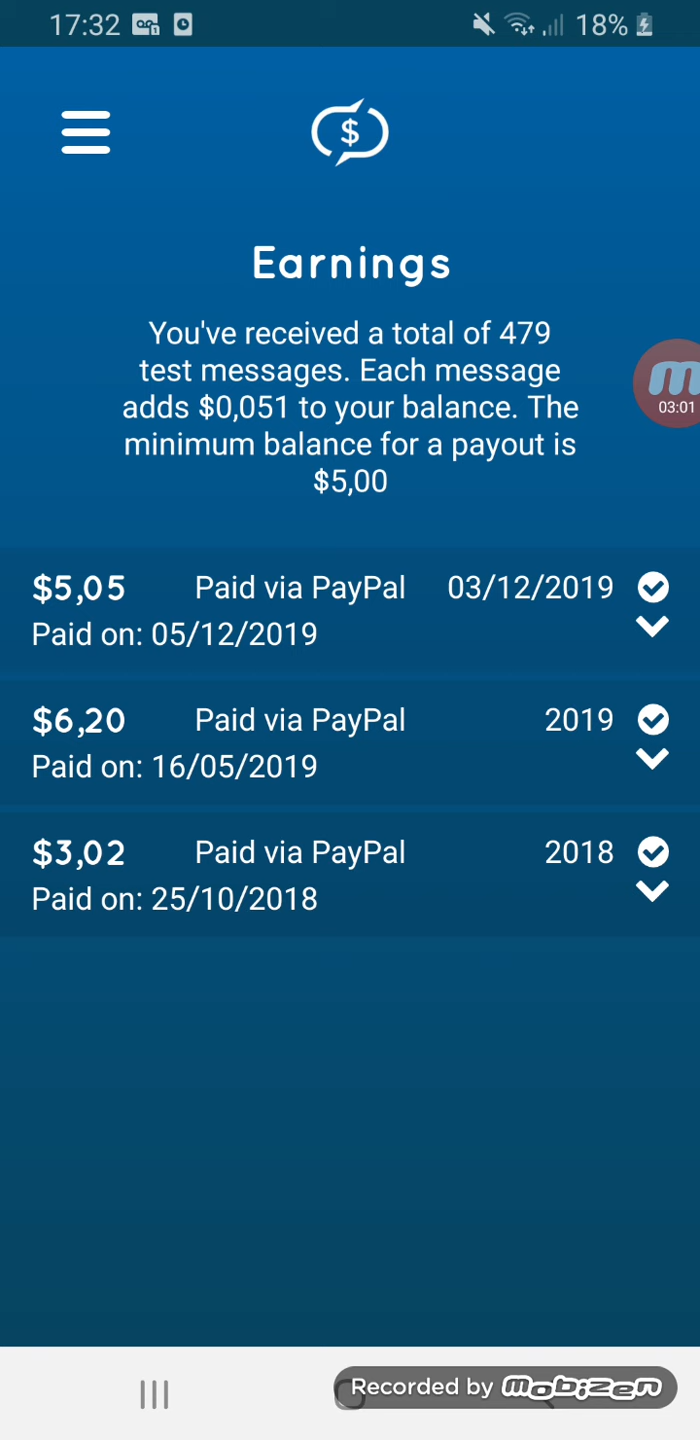 17:32 18%
$
Earnings
You've received a total of 479
test messages. Each message
adds $0,051 to your balance. The
minimum balance for a payout is
$5,00
m
03:01
$5,05 Paid via PayPal 03/12/2019
Paid on: 05/12/2019
$6,20 Paid via PayPal 2019
Paid on: 16/05/2019
$3,02 Paid via PayPal 2018
Paid on: 25/10/2018
Recorded by mobizen